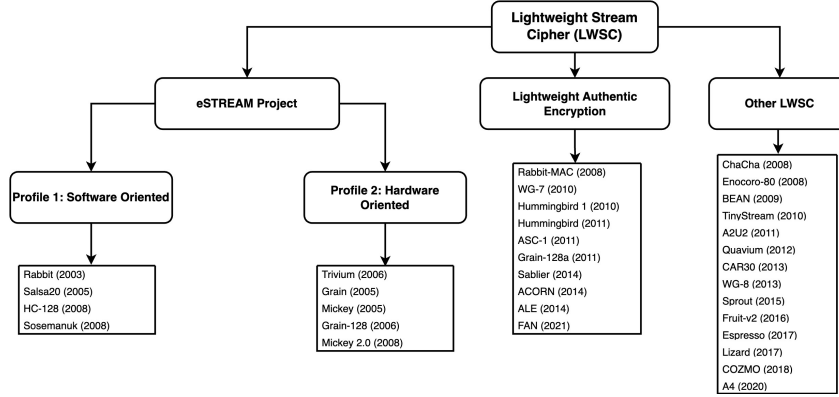 Lightweight Stream
Cipher (LWSC)
eSTREAM Project
Lightweight Authentic
Encryption
Other LWSC
Profile 1: Software Oriented
Profile 2: Hardware
Oriented
Rabbit (2003)
Salsa20 (2005)
HC-128 (2008)
Sosemanuk (2008)
Trivium (2006)
Grain (2005)
Mickey (2005)
Grain-128 (2006)
Mickey 2.0 (2008)
Rabbit-MAC (2008)
WG-7 (2010)
Hummingbird 1 (2010)
Hummingbird (2011)
ASC-1 (2011)
Grain-128a (2011)
Sablier (2014)
ACORN (2014)
ALE (2014)
FAN (2021)
ChaCha (2008)
Enocoro-80 (2008)
BEAN (2009)
TinyStream (2010)
A2U2 (2011)
Quavium (2012)
CAR30 (2013)
WG-8 (2013)
Sprout (2015)
Fruit-v2 (2016)
Espresso (2017)
Lizard (2017)
COZMO (2018)
A4 (2020)